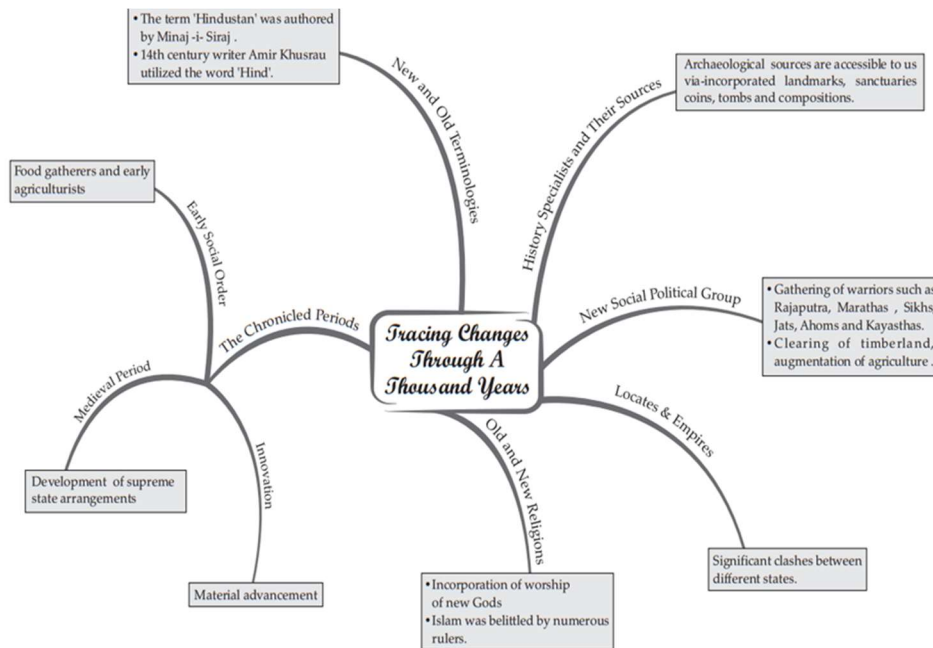 • The term 'Hindustan' was authored
by Minaj -i- Siraj .
• 14th century writer Amir Khusrau
utilized the word 'Hind'.
New and Old Terminologies
Archaeological sources are accessible to us
via-incorporated landmarks, sanctuaries
coins, tombs and compositions.
History Specialists and Their Sources
Food gatherers and early
agriculturists
Early Social Order
The Chronicled Periods
Tracing Changes
Through A
Thousand Years
New Social Political Group
• Gathering of warriors such as
Rajaputra, Marathas , Sikhs,
Jats, Ahoms and Kayasthas.
• Clearing of timberland,
augmentation of agriculture .
Medieval Period
Development of supreme
state arrangements
Innovation
Material advancement
Old and New Religions
• Incorporation of worship
of new Gods
• Islam was belittled by numerous
rulers.
Locates & Empires
Significant clashes between
different states.